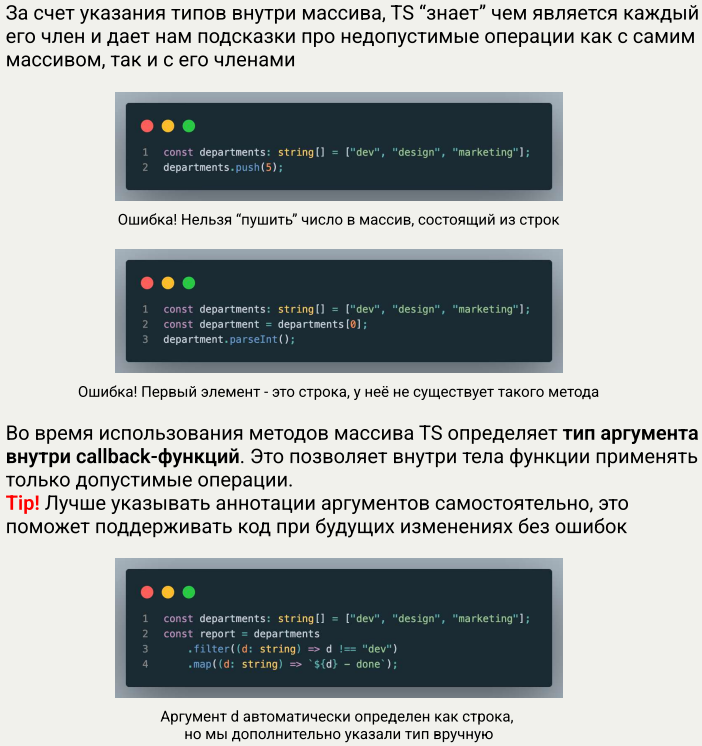 За счет указания типов внутри массива, TS “знает” чем является каждый
его член и дает нам подсказки про недопустимые операции как с самим
массивом, так и с его членами
1 const departments: string[] = ["dev", "design", "marketing"];
2 departments.push(5);
Ошибка! Нельзя “пушить” число в массив, состоящий из строк
1 const departments: string[] = ["dev", "design", "marketing"];
2 const department = departments[0];
3 department.parseInt();
Ошибка! Первый элемент - это строка, у неё не существует такого метода
Во время использования методов массива TS определяет тип аргумента
внутри callback-функций. Это позволяет внутри тела функции применять
только допустимые операции.
Tip! Лучше указывать аннотации аргументов самостоятельно, это
поможет поддерживать код при будущих изменениях без ошибок
1 const departments: string[] = ["dev", "design", "marketing"];
2 const report = departments
3 .filter((d: string) => d !== "dev")
4 .map((d: string) => `${d} - done`);
Аргумент d автоматически определен как строка,
но мы дополнительно указали тип вручную